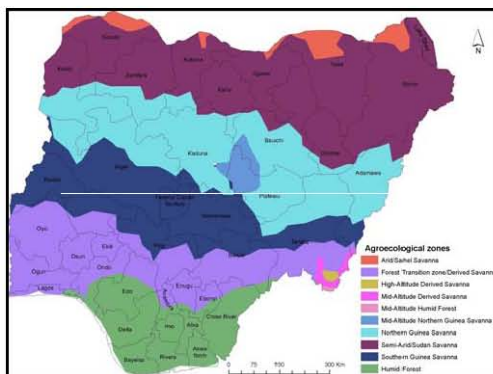 Sokoto
Katsina
Zamfara
Kebbi
Kano
Jigawa
Yobe
Borno
Lake Chad
N
Kaduna
Bauchi
Gombe
Adamawa
Niger
Plateau
Kwara
Federal Capital Territory
Nassarawa
Taraba
Kogi
Benue
Oyo
Osun
Ekiti
Ondo
Ogun
Lagos
Edo
Enugu
Anambra
Ebonyi
Cross River
Delta
Imo
Abia
Bayelsa
Rivers
Akwa Ibom
Agroecological zones
Arid/Sahel Savanna
Forest Transition zone/Derived Savanna
High-Altitude Derived Savanna
Mid-Altitude Derived Savanna
Mid-Altitude Humid Forest
Mid-Altitude Northern Guinea Savanna
Northern Guinea Savanna
Semi-Arid/Sudan Savanna
Southern Guinea Savanna
Humid Forest
0 75 150 300 Km